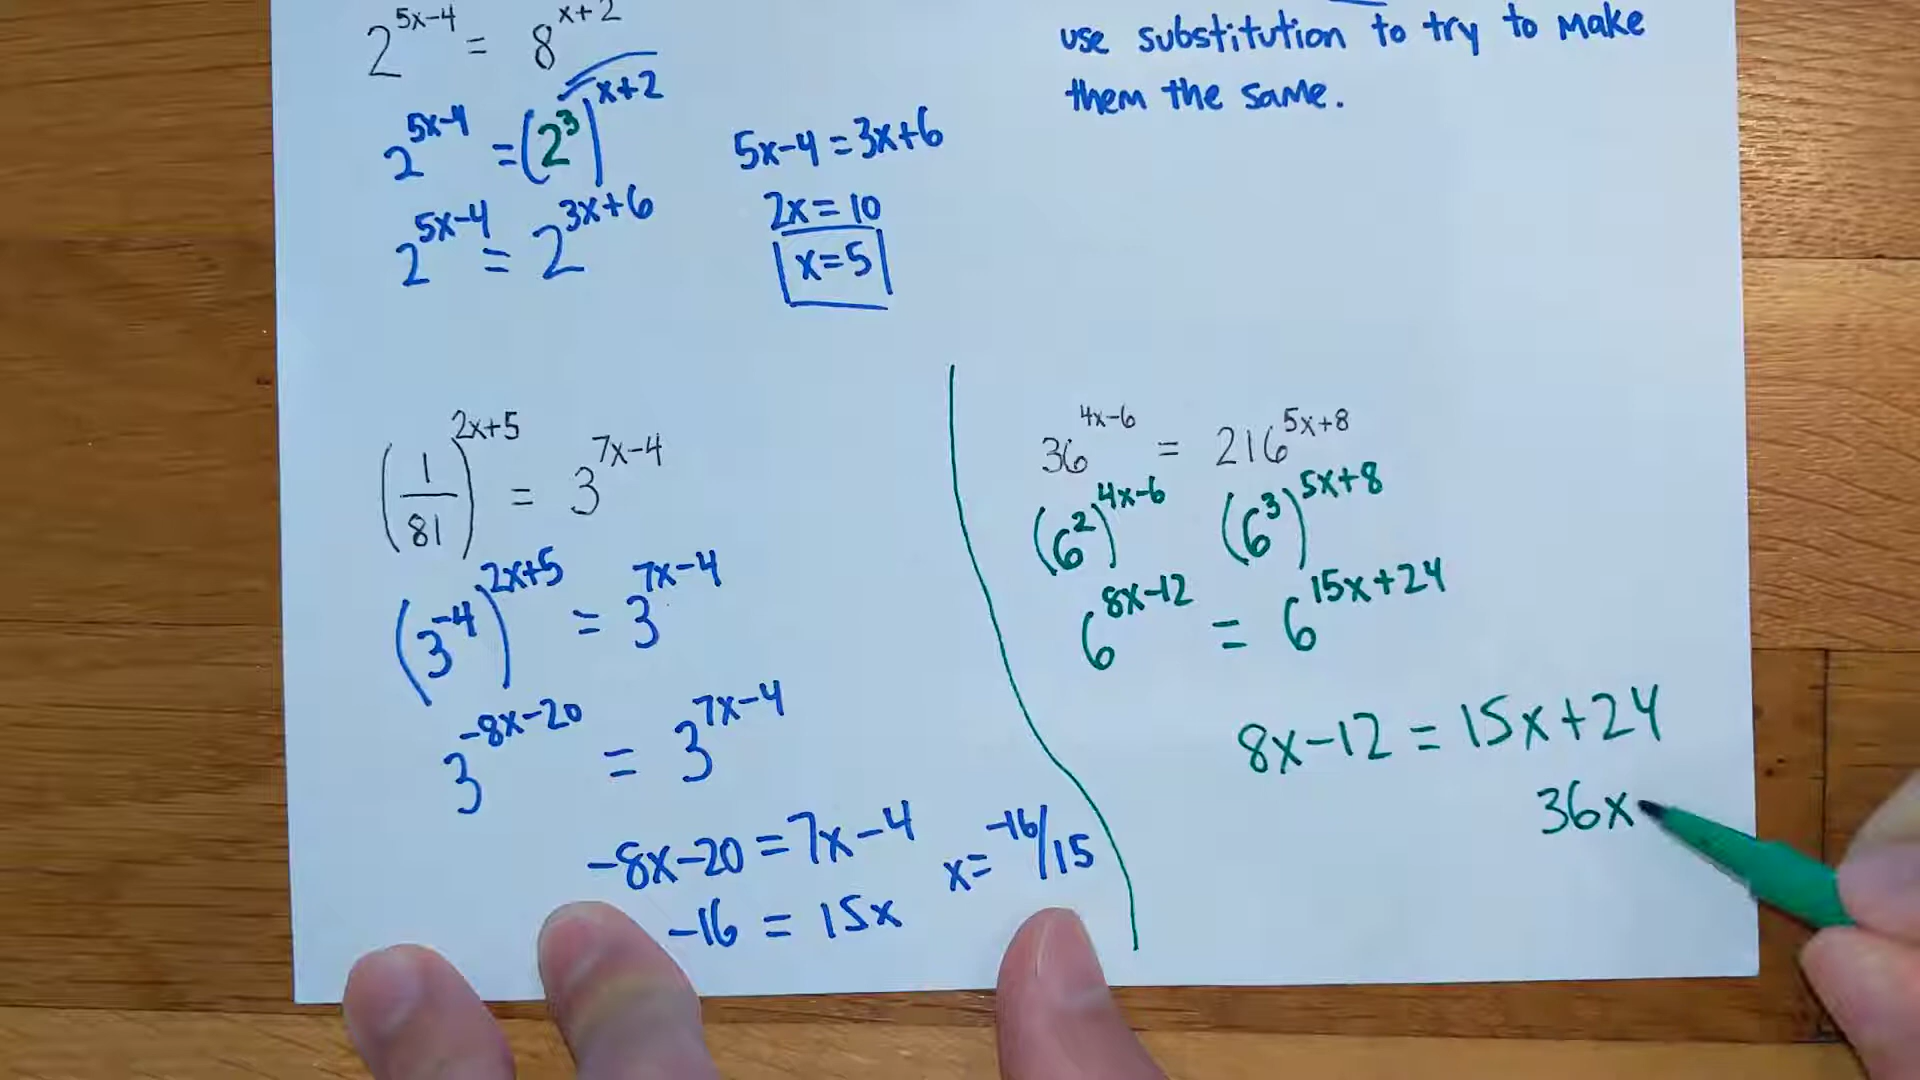 2^(5x-4) = 8^(x+2)
2^(5x-4) = (2^3)^(x+2)
2^(5x-4) = 2^(3x+6)
5x-4=3x+6
2x=10
x=5
use substitution to try to make
them the same.
(1/81)^(2x+5) = 3^(7x-4)
(3^-4)^(2x+5) = 3^(7x-4)
3^(-8x-20) = 3^(7x-4)
-8x-20=7x-4
-16 = 15x
x= -16/15
36^(4x-6) = 216^(5x+8)
(6^2)^(4x-6) (6^3)^(5x+8)
6^(8x-12) = 6^(15x+24)
8x-12=15x+24
36x